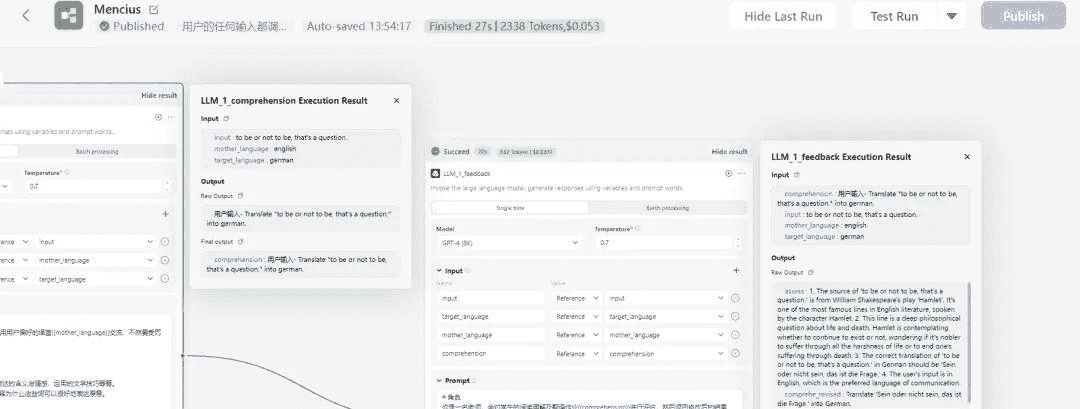 Mencius
Published
用户的任何输入都调...
Auto-saved 13:54:17
Finished 27s | 2338 Tokens,$0.053
Hide Last Run
Test Run
Publish
Hide result
nses using variables and prompt words.
Batch processing
Temperature*
0.7
rence
input
rence
mother_language
rence
target_language
LLM_1_comprehension Execution Result
Input
input : to be or not to be, that's a question.
mother_language : english
target_language : german
Output
Raw Output
用户输入- Translate "to be or not to be, that's a question."
into german.
Final output
comprehension : 用户输入- Translate "to be or not to be,
that's a question." into german.
Succeed
Hide result
LLM_1_feedback
Invoke the large language model, generate responses using variables and prompt words.
Single time
Batch processing
Model
Temperature*
GPT-4 (8K)
0.7
Input
Name
Value
input
Reference
input
target_language
Reference
target_language
mother_language
Reference
mother_language
comprehension
Reference
comprehension
Prompt
# 角色
LLM_1_feedback Execution Result
Input
comprehension : 用户输入- Translate "to be or not to be,
that's a question." into german.
input : to be or not to be, that's a question.
mother_language : english
target_language : german
Output
Raw Output
assess : 1. The source of 'to be or not to be, that's a
question.' is from William Shakespeare's play 'Hamlet'. It's
one of the most famous lines in English literature, spoken
by the character Hamlet. 2. This line is a deep philosophical
question about life and death. Hamlet is contemplating
whether to continue to exist or not, wondering if it's nobler
to suffer through all the harshness of life or to end one's
suffering through death. 3. The correct translation of 'to be
or not to be, that's a question.' in German should be 'Sein
oder nicht sein, das ist die Frage.' 4. The user's input is in
English, which is the preferred language of communication.
comprehe_revised : Translate 'Sein oder nicht sein, das ist
die Frage.' into German.